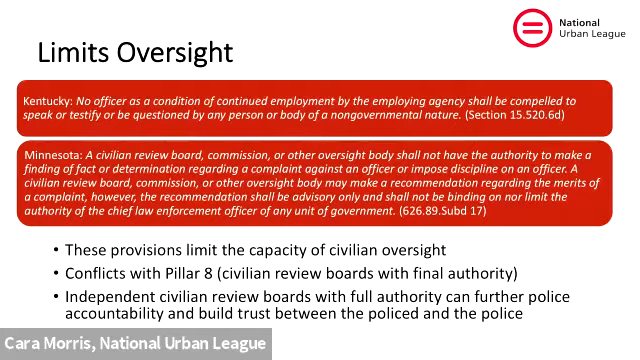 National
Urban League
Limits Oversight
Kentucky: No officer as a condition of continued employment by the employing agency shall be compelled to
speak or testify or be questioned by any person or body of a nongovernmental nature. (Section 15.520.6d)
Minnesota: A civilian review board, commission, or other oversight body shall not have the authority to make a
finding of fact or determination regarding a complaint against an officer or impose discipline on an officer. A
civilian review board, commission, or other oversight body may make a recommendation regarding the merits of
a complaint, however, the recommendation shall be advisory only and shall not be binding on nor limit the
authority of the chief law enforcement officer of any unit of government. (626.89.Subd 17)
• These provisions limit the capacity of civilian oversight
• Conflicts with Pillar 8 (civilian review boards with final authority)
• Independent civilian review boards with full authority can further police
accountability and build trust between the policed and the police
Cara Morris, National Urban League